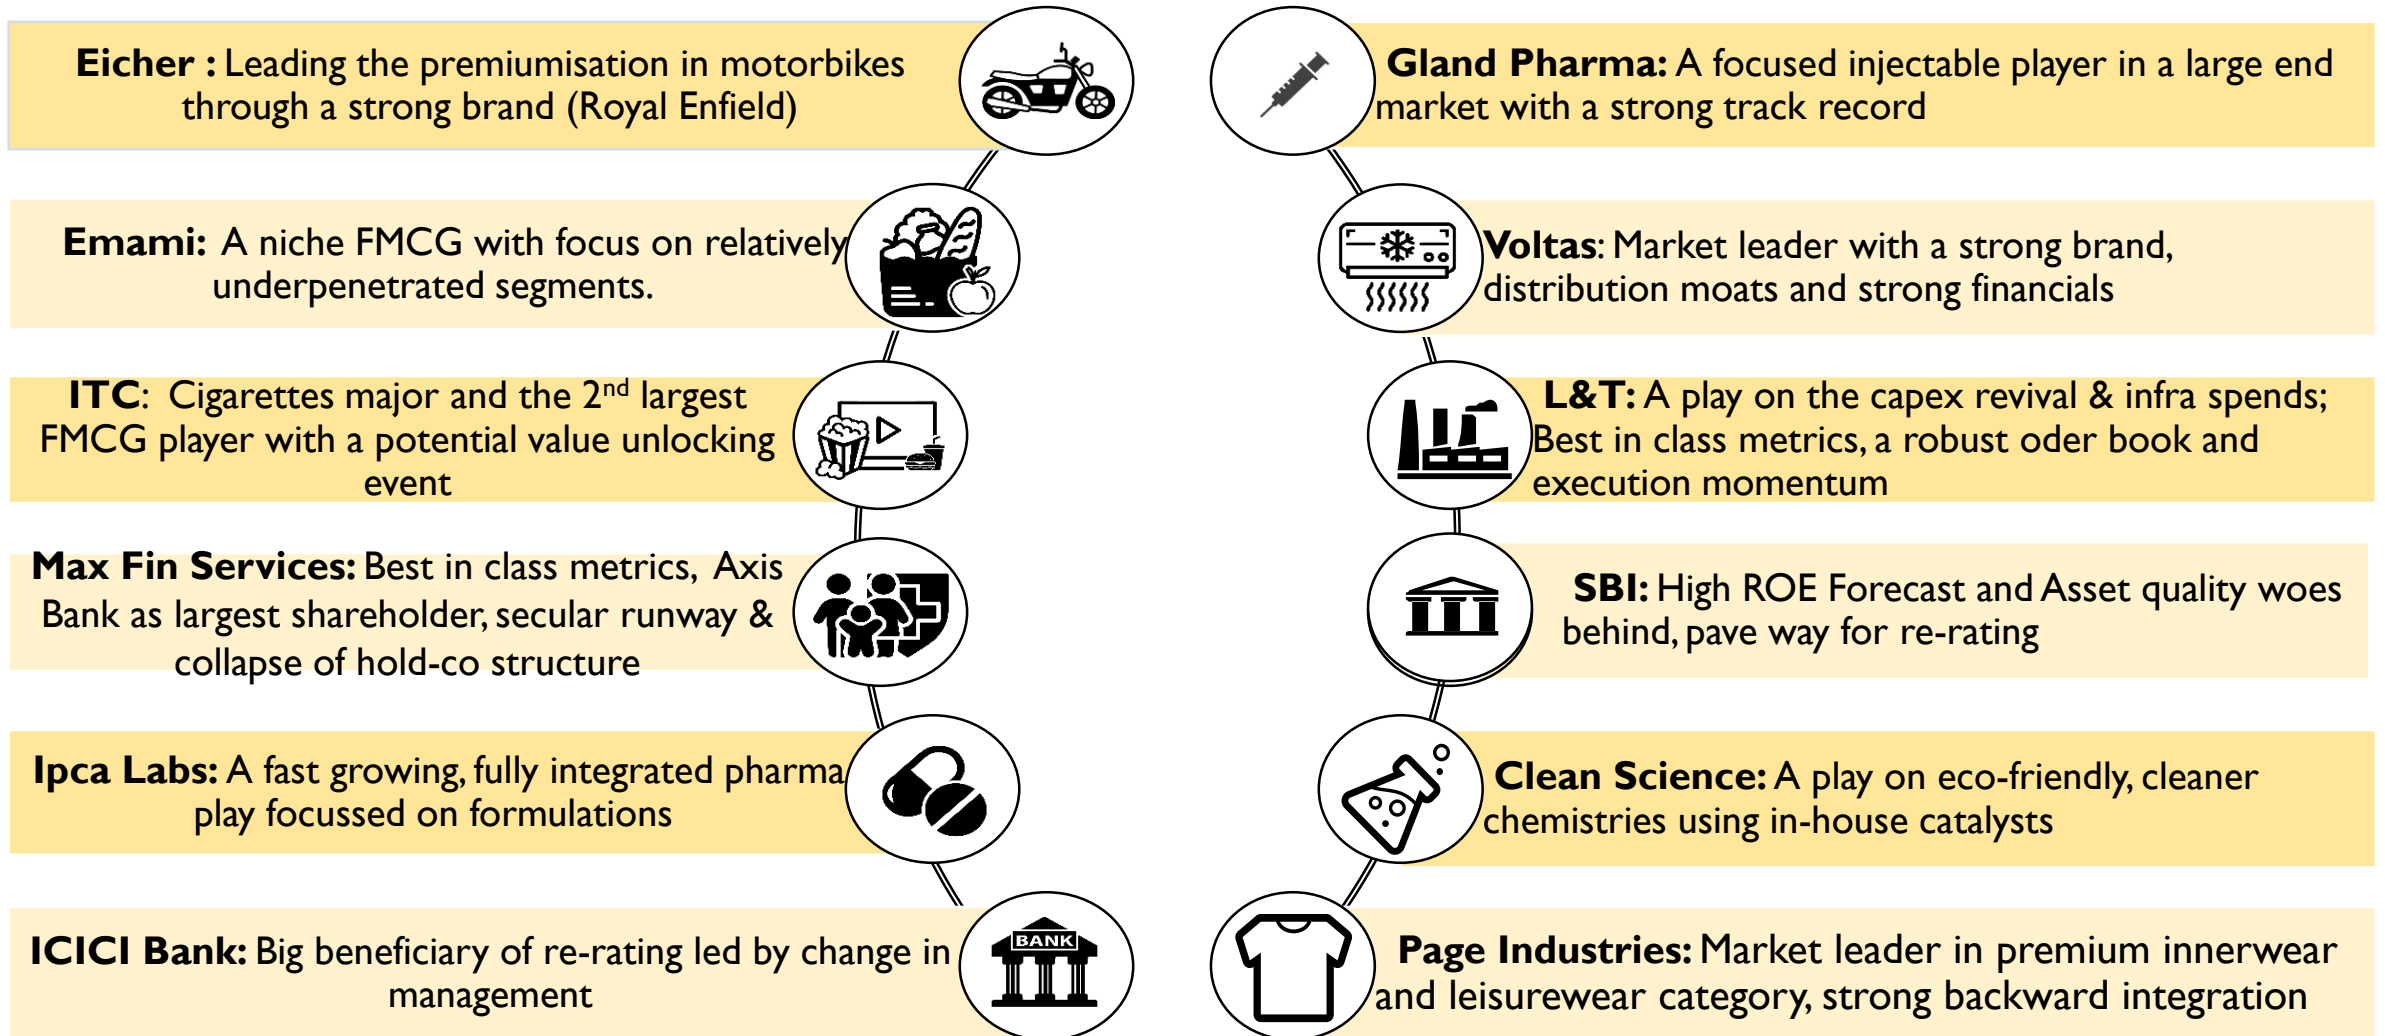 Eicher : Leading the premiumisation in motorbikes
through a strong brand (Royal Enfield)
Emami: A niche FMCG with focus on relatively
underpenetrated segments.
ITC: Cigarettes major and the 2nd largest
FMCG player with a potential value unlocking
event
Max Fin Services: Best in class metrics, Axis
Bank as largest shareholder, secular runway &
collapse of hold-co structure
Ipca Labs: A fast growing, fully integrated pharma
play focussed on formulations
ICICI Bank: Big beneficiary of re-rating led by change in
management
BANK
Gland Pharma: A focused injectable player in a large end
market with a strong track record
Voltas: Market leader with a strong brand,
distribution moats and strong financials
L&T: A play on the capex revival & infra spends;
Best in class metrics, a robust oder book and
execution momentum
SBI: High ROE Forecast and Asset quality woes
behind, pave way for re-rating
Clean Science: A play on eco-friendly, cleaner
chemistries using in-house catalysts
Page Industries: Market leader in premium innerwear
and leisurewear category, strong backward integration